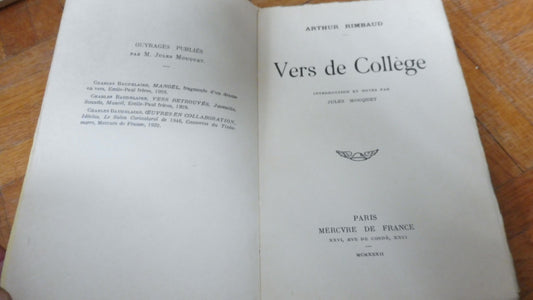 OUVRAGES PUBLIÉS
PAR M. JULES MOUQUET.
CHARLES BAUDELAIRE, MANOËL, fragments d'un drame
en vers, Émile-Paul frères, 1929.
CHARLES BAUDELAIRE, VERS RETROUVÉS, Juvenilia,
Sonnets, Manoël, Émile-Paul frères, 1929.
CHARLES BAUDELAIRE, ŒUVRES EN COLLABORATION,
Idéolus, Le Salon Caricatural de 1846, Causeries du Tinta-
marre, Mercure de France, 1932.
ARTHUR RIMBAUD
Vers de Collège
INTRODUCTION ET NOTES PAR
JULES MOUQUET
PARIS
MERCVRE DE FRANCE
XXVI, RVE DE CONDÉ, XXVI
MCMXXXII